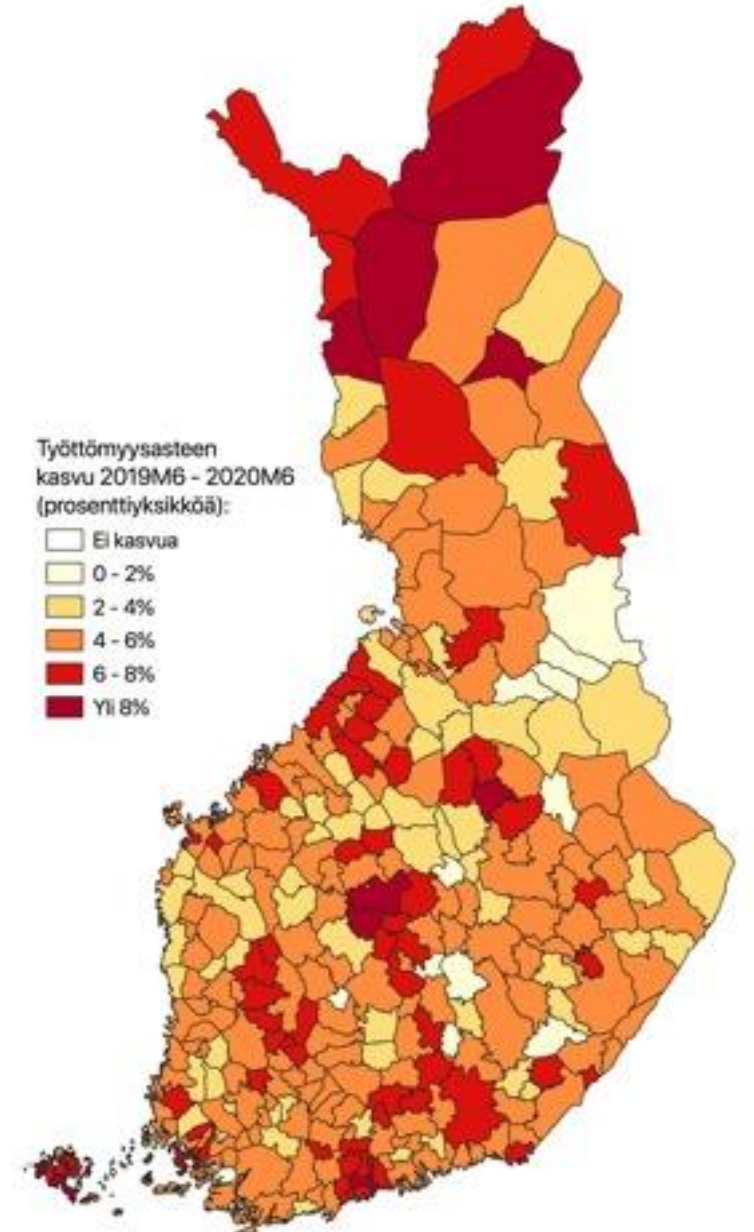 Työttömyysasteen
kasvu 2019M6 - 2020M6
(prosenttiyksikköä):
Ei kasvua
0 - 2%
2 - 4%
4 - 6%
6 - 8%
Yli 8%